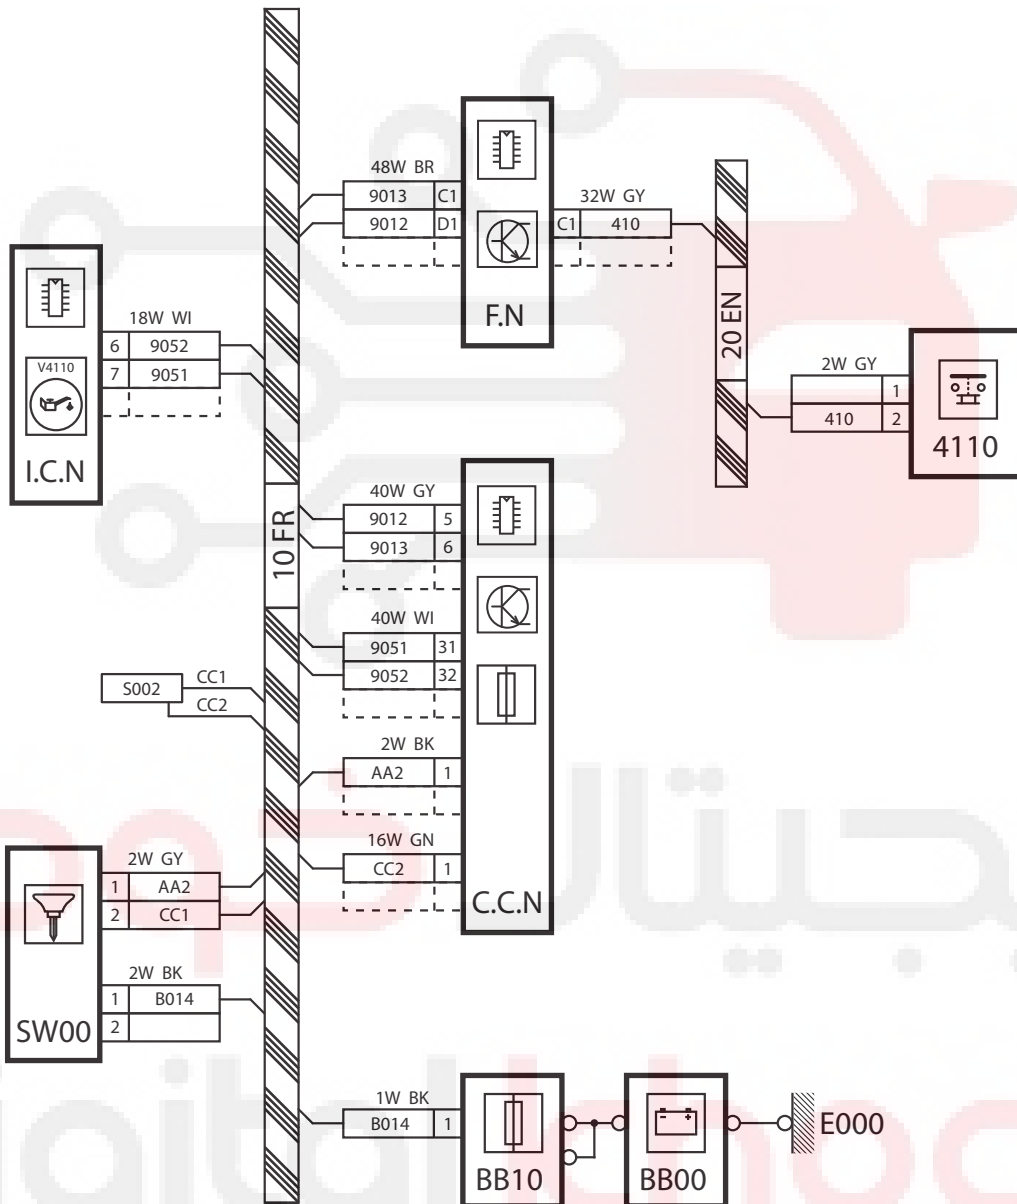 48W BR
9013 C1
9012 D1
F.N
32W GY
C1 410
20 EN
2W GY
1
410 2
4110
18W WI
6 9052
7 9051
V4110
I.C.N
10 FR
40W GY
9012 5
9013 6
40W WI
9051 31
9052 32
2W BK
AA2 1
16W GN
CC2 1
C.C.N
S002
CC1
CC2
2W GY
1 AA2
2 CC1
2W BK
1 B014
2
SW00
1W BK
B014 1
BB10
BB00
E000
دیجیتال خودرو